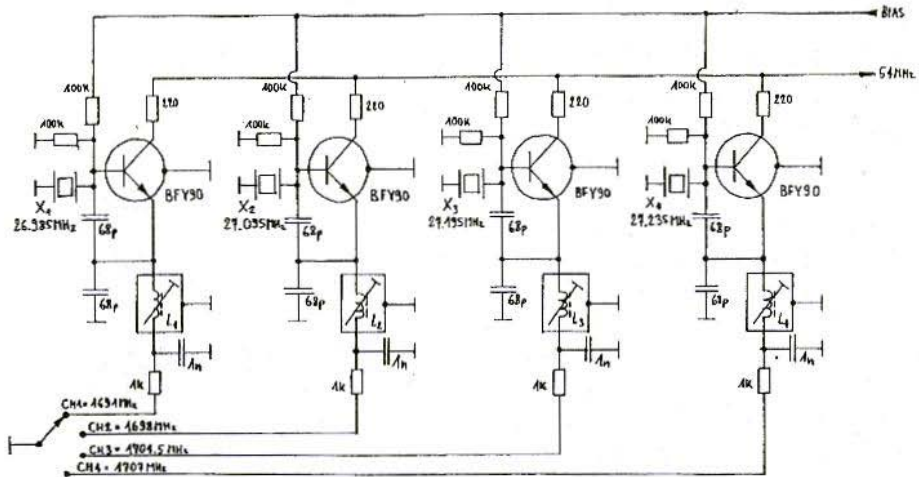 BIAS
54MHz
100k
220
100k
220
100k
220
100k
220
100k
100k
100k
100k
BFY90
BFY90
BFY90
BFY90
X1
26.985MHz
68p
X2
27.095MHz
68p
X3
27.195MHz
68p
X4
27.235MHz
68p
68p
L1
68p
L2
68p
L3
68p
L4
1n
1n
1n
1n
1k
1k
1k
1k
CH1=1691MHz
CH2=1698MHz
CH3=1701.5MHz
CH4=1707MHz